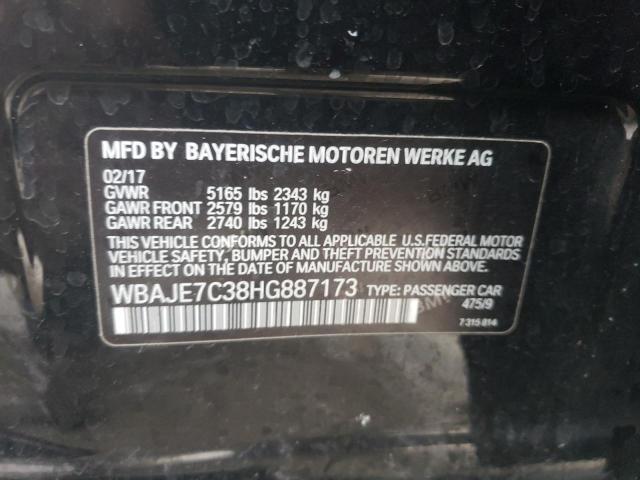 MFD BY BAYERISCHE MOTOREN WERKE AG
02/17
GVWR 5165 lbs 2343 kg
GAWR FRONT 2579 lbs 1170 kg
GAWR REAR 2740 lbs 1243 kg
THIS VEHICLE CONFORMS TO ALL APPLICABLE U.S.FEDERAL MOTOR
VEHICLE SAFETY, BUMPER AND THEFT PREVENTION STANDARDS
IN EFFECT ON THE DATE OF MANUFACTURE SHOWN ABOVE.
WBAJE7C38HG887173 TYPE: PASSENGER CAR
475/9
7 315 814